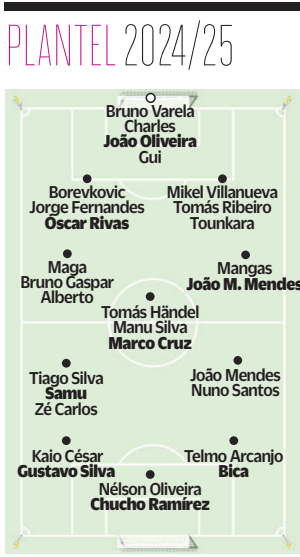 PLANTEL 2024/25
Bruno Varela
Charles
João Oliveira
Gui
Borevkovic
Jorge Fernandes
Óscar Rivas
Mikel Villanueva
Tomás Ribeiro
Tounkara
Maga
Bruno Gaspar
Alberto
Mangas
João M. Mendes
Tomás Händel
Manu Silva
Marco Cruz
Tiago Silva
Samu
Zé Carlos
João Mendes
Nuno Santos
Kaio César
Gustavo Silva
Telmo Arcanjo
Bica
Nélson Oliveira
Chucho Ramírez